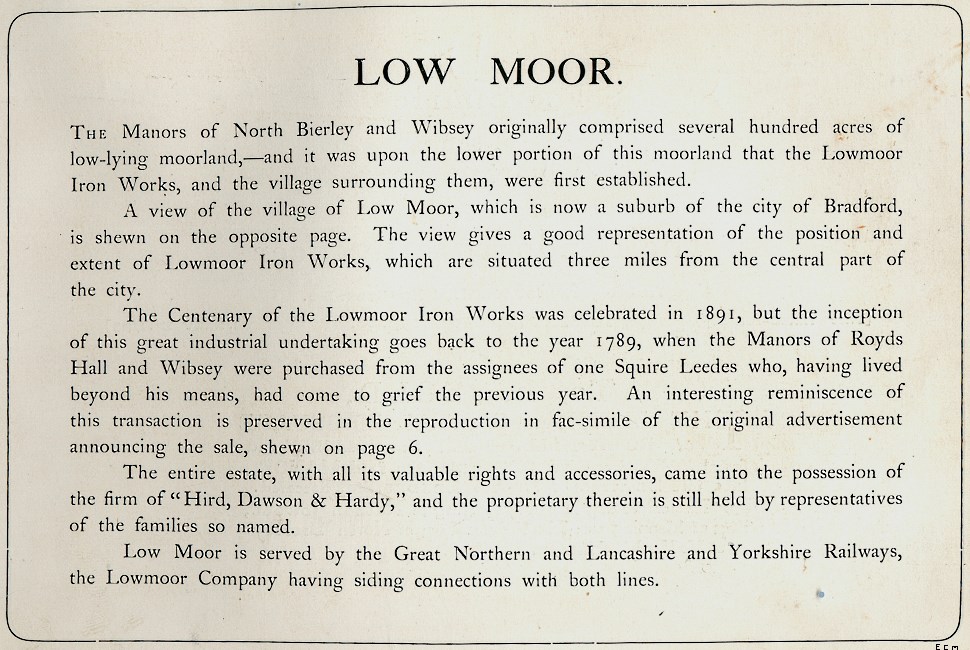 LOW MOOR.
THE Manors of North Bierley and Wibsey originally comprised several hundred acres of
low-lying moorland,—and it was upon the lower portion of this moorland that the Lowmoor
Iron Works, and the village surrounding them, were first established.
A view of the village of Low Moor, which is now a suburb of the city of Bradford,
is shewn on the opposite page. The view gives a good representation of the position and
extent of Lowmoor Iron Works, which are situated three miles from the central part of
the city.
The Centenary of the Lowmoor Iron Works was celebrated in 1891, but the inception
of this great industrial undertaking goes back to the year 1789, when the Manors of Royds
Hall and Wibsey were purchased from the assignees of one Squire Leedes who, having lived
beyond his means, had come to grief the previous year. An interesting reminiscence of
this transaction is preserved in the reproduction in fac-simile of the original advertisement
announcing the sale, shewn on page 6.
The entire estate, with all its valuable rights and accessories, came into the possession of
the firm of "Hird, Dawson & Hardy," and the proprietary therein is still held by representatives
of the families so named.
Low Moor is served by the Great Northern and Lancashire and Yorkshire Railways,
the Lowmoor Company having siding connections with both lines.
ECM